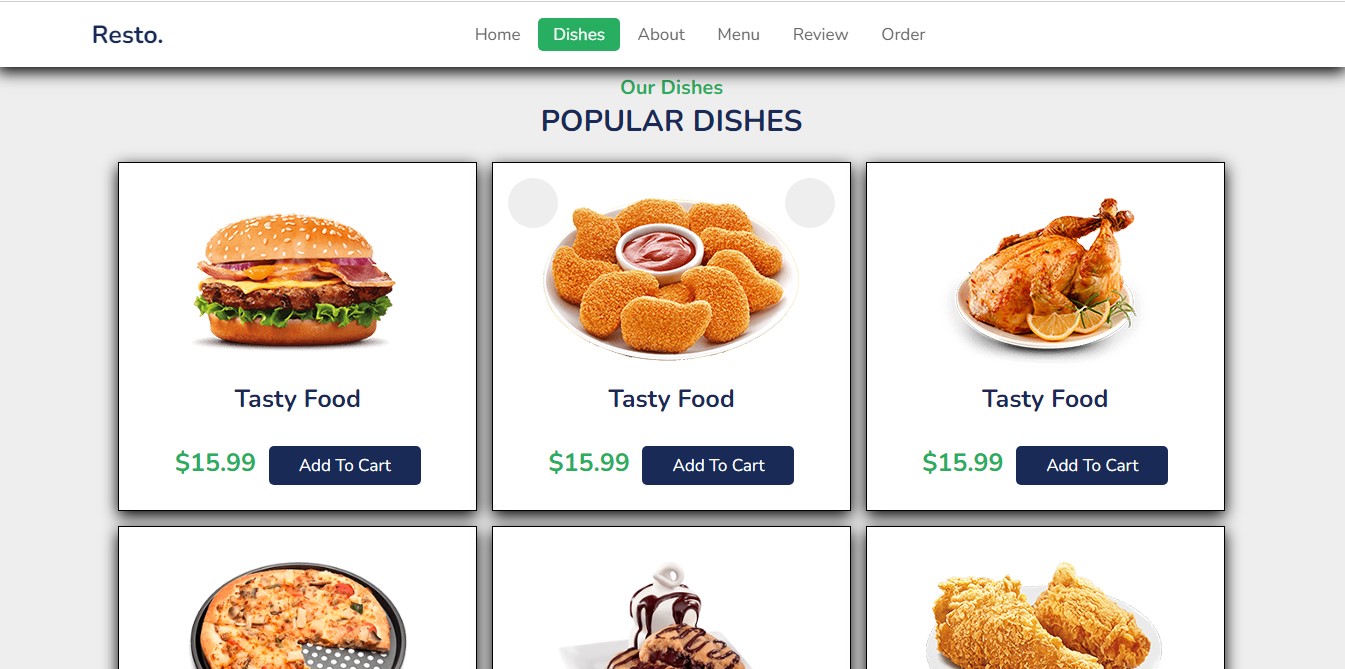 Resto.
Home Dishes About Menu Review Order
Our Dishes
POPULAR DISHES
Tasty Food Tasty Food Tasty Food
$15.99 Add To Cart $15.99 Add To Cart $15.99 Add To Cart